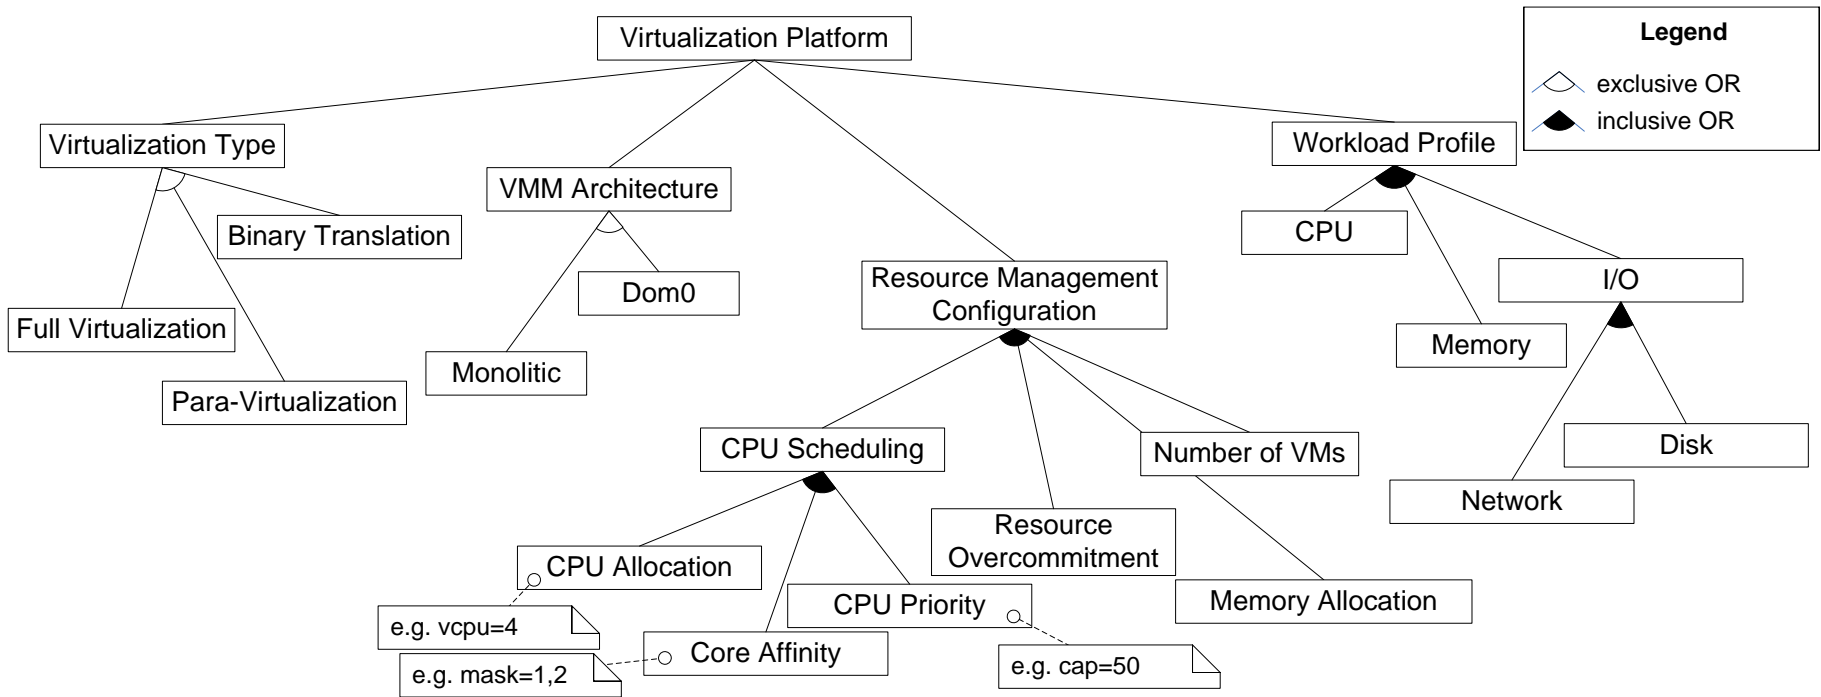 Virtualization Platform
Legend
exclusive OR
inclusive OR
Virtualization Type
Workload Profile
VMM Architecture
Binary Translation
CPU
Resource Management
Configuration
I/O
Dom0
Full Virtualization
Memory
Monolitic
Para-Virtualization
CPU Scheduling
Number of VMs
Disk
Network
Resource
Overcommitment
CPU Allocation
CPU Priority
Memory Allocation
e.g. vcpu=4
Core Affinity
e.g. mask=1,2
e.g. cap=50